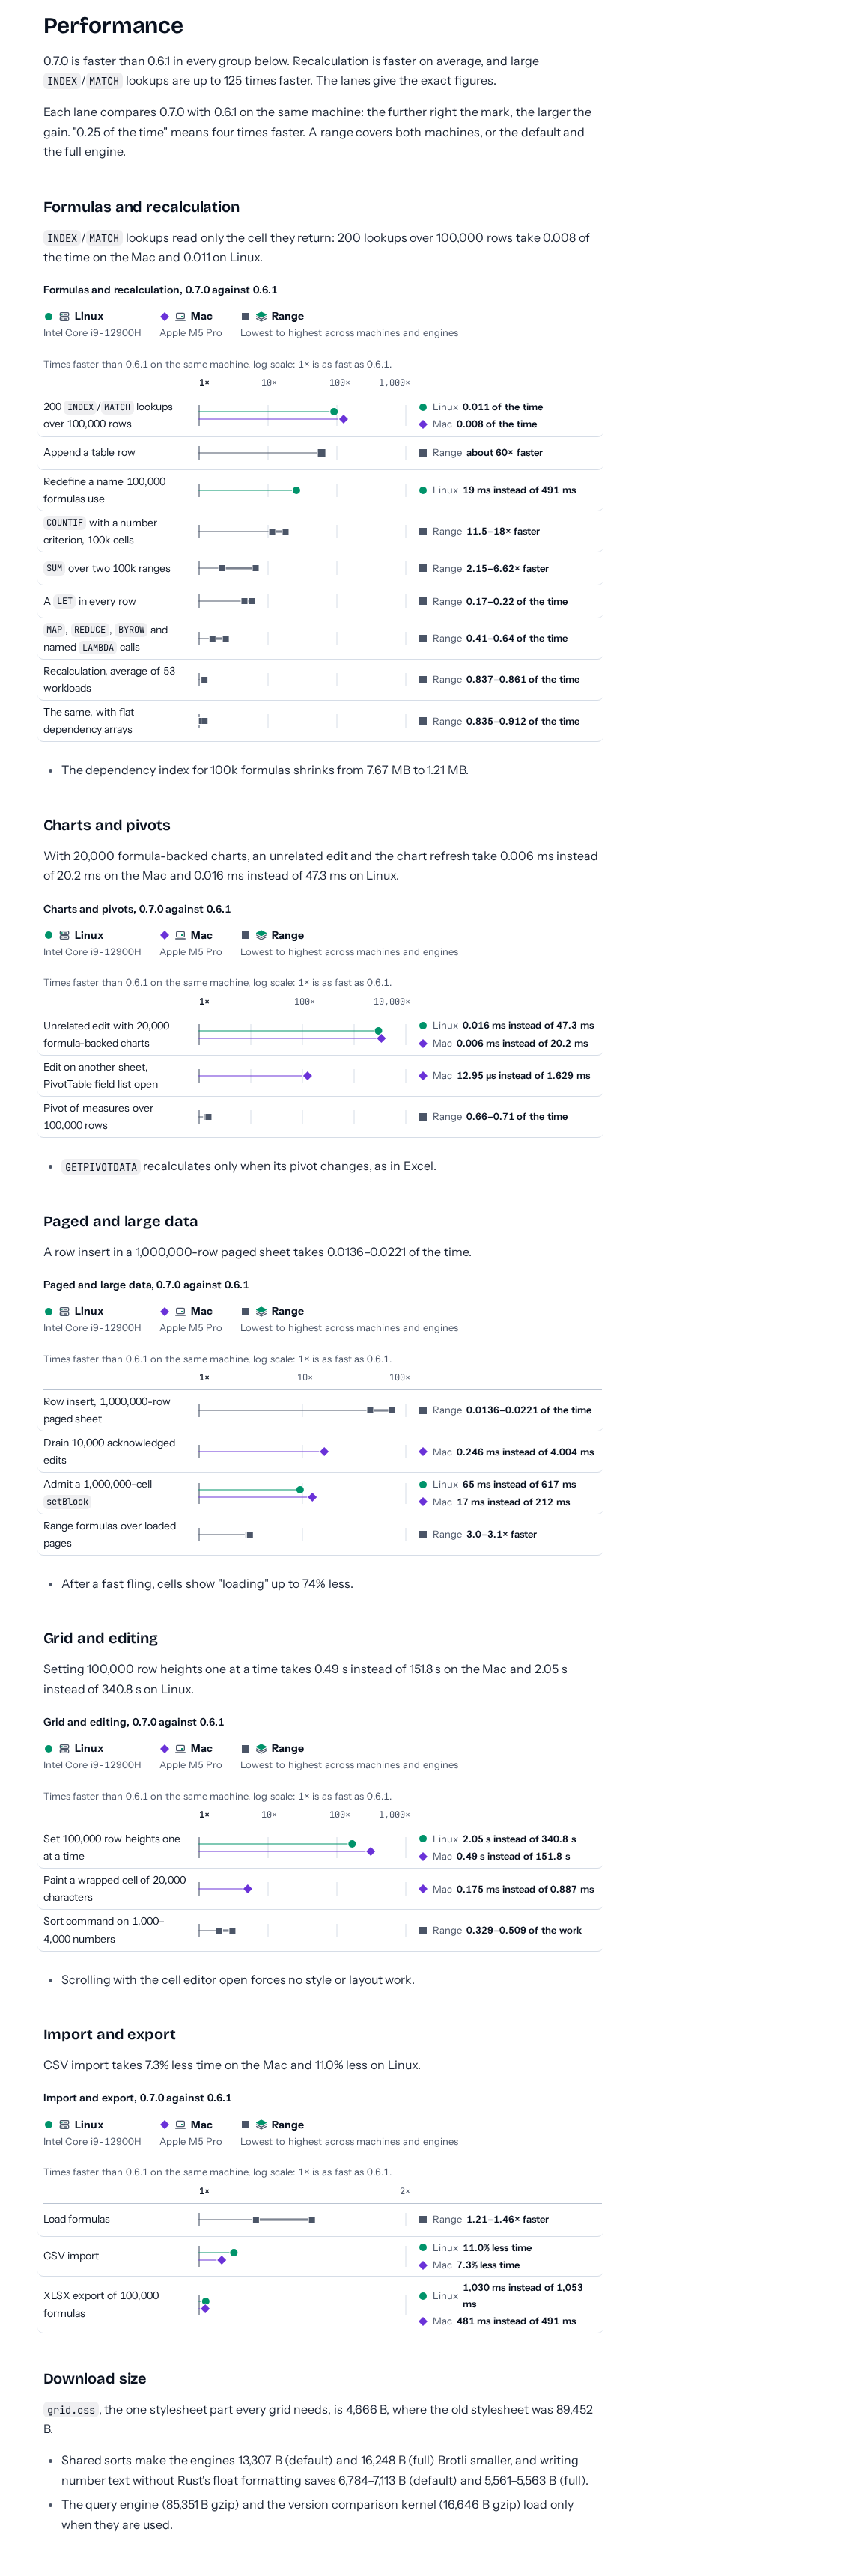 Performance
0.7.0 is faster than 0.6.1 in every group below. Recalculation is faster on average, and large
INDEX/MATCH lookups are up to 125 times faster. The lanes give the exact figures.
Each lane compares 0.7.0 with 0.6.1 on the same machine: the further right the mark, the larger the
gain. "0.25 of the time" means four times faster. A range covers both machines, or the default and
the full engine.
Formulas and recalculation
INDEX/MATCH lookups read only the cell they return: 200 lookups over 100,000 rows take 0.008 of
the time on the Mac and 0.011 on Linux.
Formulas and recalculation, 0.7.0 against 0.6.1
Linux Mac Range
Intel Core i9-12900H Apple M5 Pro Lowest to highest across machines and engines
Times faster than 0.6.1 on the same machine, log scale: 1× is as fast as 0.6.1.
1× 10× 100× 1,000×
200 INDEX/MATCH lookups
over 100,000 rows
Linux 0.011 of the time
Mac 0.008 of the time
Append a table row
Range about 60× faster
Redefine a name 100,000
formulas use
Linux 19 ms instead of 491 ms
COUNTIF with a number
criterion, 100k cells
Range 11.5–18× faster
SUM over two 100k ranges
Range 2.15–6.62× faster
A LET in every row
Range 0.17–0.22 of the time
MAP, REDUCE, BYROW and
named LAMBDA calls
Range 0.41–0.64 of the time
Recalculation, average of 53
workloads
Range 0.837–0.861 of the time
The same, with flat
dependency arrays
Range 0.835–0.912 of the time
• The dependency index for 100k formulas shrinks from 7.67 MB to 1.21 MB.
Charts and pivots
With 20,000 formula-backed charts, an unrelated edit and the chart refresh take 0.006 ms instead
of 20.2 ms on the Mac and 0.016 ms instead of 47.3 ms on Linux.
Charts and pivots, 0.7.0 against 0.6.1
Linux Mac Range
Intel Core i9-12900H Apple M5 Pro Lowest to highest across machines and engines
Times faster than 0.6.1 on the same machine, log scale: 1× is as fast as 0.6.1.
1× 100× 10,000×
Unrelated edit with 20,000
formula-backed charts
Linux 0.016 ms instead of 47.3 ms
Mac 0.006 ms instead of 20.2 ms
Edit on another sheet,
PivotTable field list open
Mac 12.95 µs instead of 1.629 ms
Pivot of measures over
100,000 rows
Range 0.66–0.71 of the time
• GETPIVOTDATA recalculates only when its pivot changes, as in Excel.
Paged and large data
A row insert in a 1,000,000-row paged sheet takes 0.0136–0.0221 of the time.
Paged and large data, 0.7.0 against 0.6.1
Linux Mac Range
Intel Core i9-12900H Apple M5 Pro Lowest to highest across machines and engines
Times faster than 0.6.1 on the same machine, log scale: 1× is as fast as 0.6.1.
1× 10× 100×
Row insert, 1,000,000-row
paged sheet
Range 0.0136–0.0221 of the time
Drain 10,000 acknowledged
edits
Mac 0.246 ms instead of 4.004 ms
Admit a 1,000,000-cell
setBlock
Linux 65 ms instead of 617 ms
Mac 17 ms instead of 212 ms
Range formulas over loaded
pages
Range 3.0–3.1× faster
• After a fast fling, cells show "loading" up to 74% less.
Grid and editing
Setting 100,000 row heights one at a time takes 0.49 s instead of 151.8 s on the Mac and 2.05 s
instead of 340.8 s on Linux.
Grid and editing, 0.7.0 against 0.6.1
Linux Mac Range
Intel Core i9-12900H Apple M5 Pro Lowest to highest across machines and engines
Times faster than 0.6.1 on the same machine, log scale: 1× is as fast as 0.6.1.
1× 10× 100× 1,000×
Set 100,000 row heights one
at a time
Linux 2.05 s instead of 340.8 s
Mac 0.49 s instead of 151.8 s
Paint a wrapped cell of 20,000
characters
Mac 0.175 ms instead of 0.887 ms
Sort command on 1,000–
4,000 numbers
Range 0.329–0.509 of the work
• Scrolling with the cell editor open forces no style or layout work.
Import and export
CSV import takes 7.3% less time on the Mac and 11.0% less on Linux.
Import and export, 0.7.0 against 0.6.1
Linux Mac Range
Intel Core i9-12900H Apple M5 Pro Lowest to highest across machines and engines
Times faster than 0.6.1 on the same machine, log scale: 1× is as fast as 0.6.1.
1× 2×
Load formulas
Range 1.21–1.46× faster
CSV import
Linux 11.0% less time
Mac 7.3% less time
XLSX export of 100,000
formulas
Linux 1,030 ms instead of 1,053
ms
Mac 481 ms instead of 491 ms
Download size
grid.css, the one stylesheet part every grid needs, is 4,666 B, where the old stylesheet was 89,452
B.
• Shared sorts make the engines 13,307 B (default) and 16,248 B (full) Brotli smaller, and writing
number text without Rust's float formatting saves 6,784–7,113 B (default) and 5,561–5,563 B (full).
• The query engine (85,351 B gzip) and the version comparison kernel (16,646 B gzip) load only
when they are used.